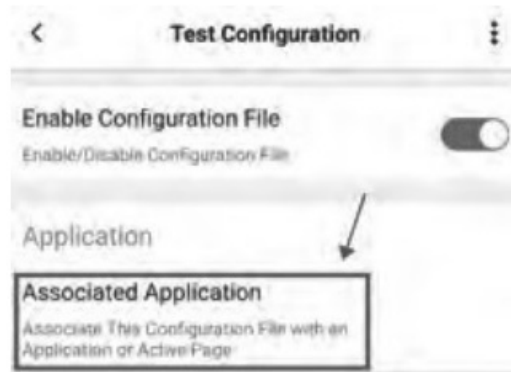 Test Configuration
Enable Configuration File
Enable/Disable Configuration File
Application
Associated Application
Associate This Configuration File with an
Application or Active Page